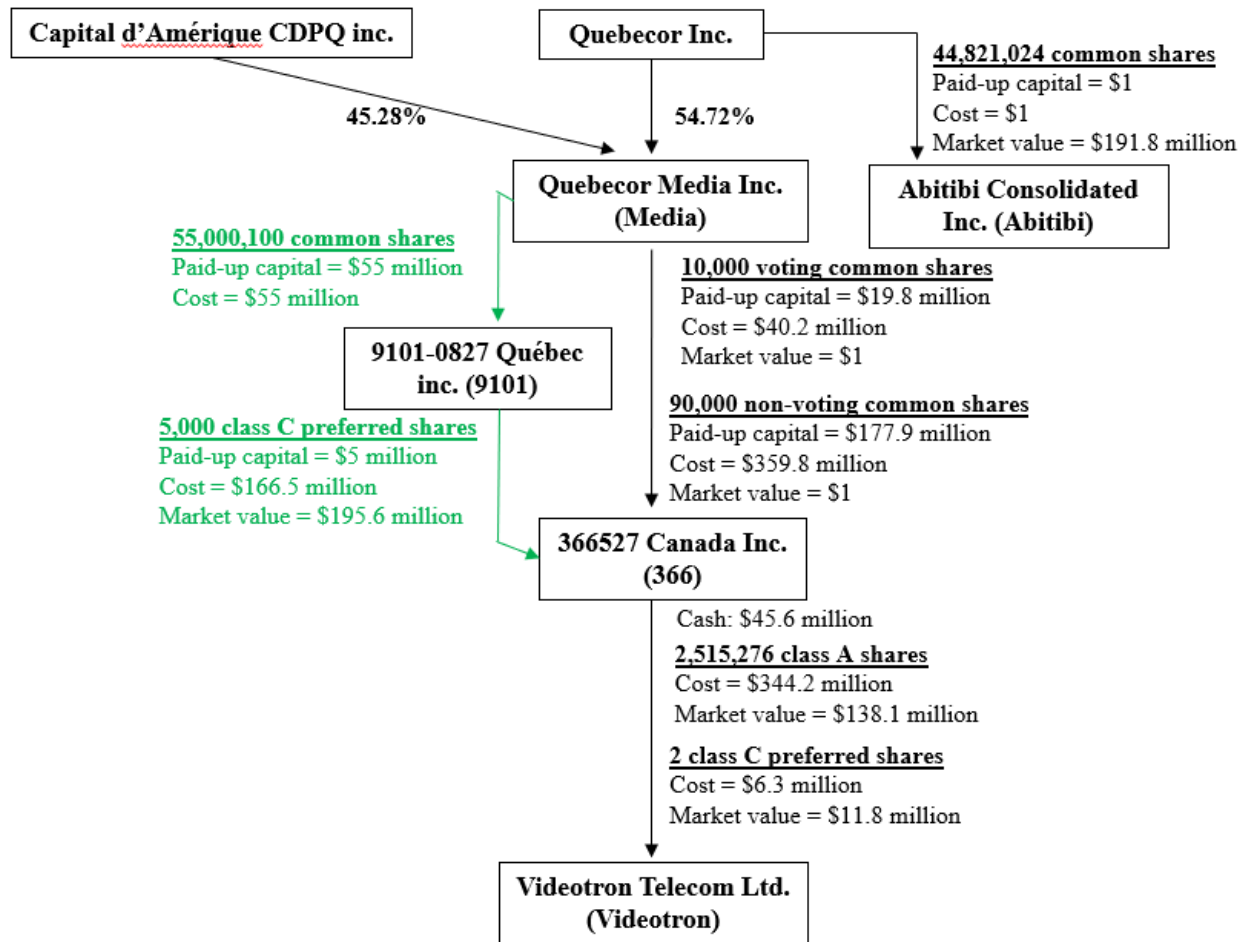 Capital d'Amérique CDPQ inc.
Quebecor Inc.
44,821,024 common shares
Paid-up capital = $1
Cost = $1
Market value = $191.8 million
45.28%
54.72%
Quebecor Media Inc.
(Media)
Abitibi Consolidated
Inc. (Abitibi)
55,000,100 common shares
Paid-up capital = $55 million
Cost = $55 million
10,000 voting common shares
Paid-up capital = $19.8 million
Cost = $40.2 million
Market value = $1
9101-0827 Québec
inc. (9101)
90,000 non-voting common shares
Paid-up capital = $177.9 million
Cost = $359.8 million
Market value = $1
5,000 class C preferred shares
Paid-up capital = $5 million
Cost = $166.5 million
Market value = $195.6 million
366527 Canada Inc.
(366)
Cash: $45.6 million
2,515,276 class A shares
Cost = $344.2 million
Market value = $138.1 million
2 class C preferred shares
Cost = $6.3 million
Market value = $11.8 million
Videotron Telecom Ltd.
(Videotron)